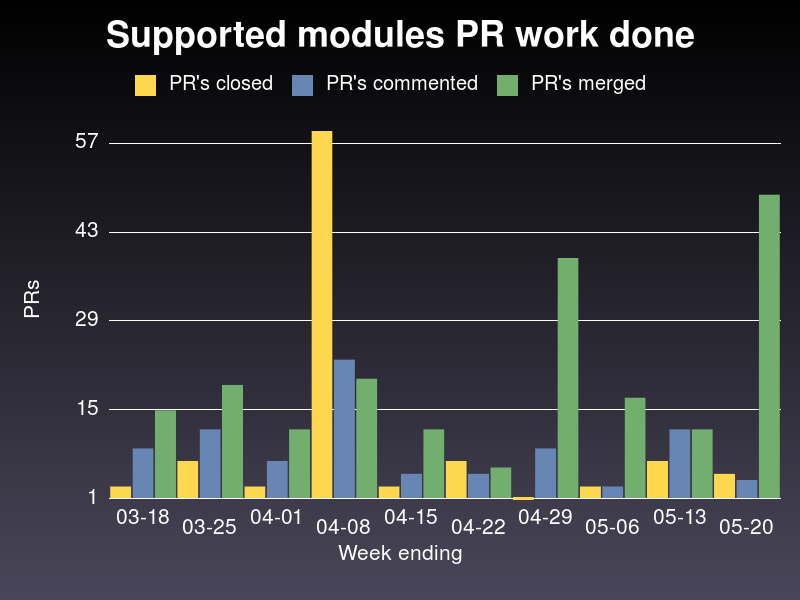 Supported modules PR work done
PR's closed PR's commented PR's merged
57
43
29
15
1
PRs
03-18 03-25 04-01 04-08 04-15 04-22 04-29 05-06 05-13 05-20
Week ending